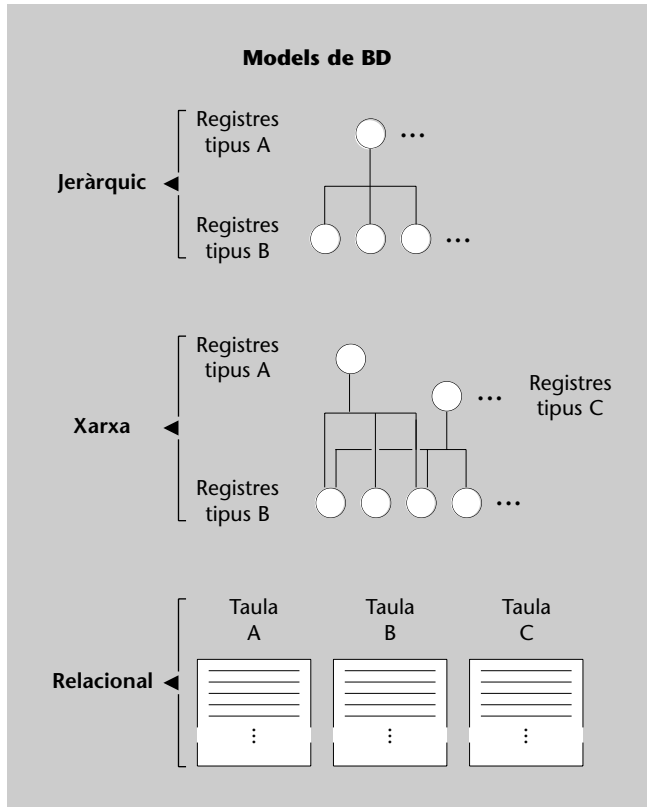 Models de BD
Registres
tipus A
...
Jeràrquic
Registres
tipus B
...
Registres
tipus A
...
Registres
tipus C
Xarxa
Registres
tipus B
...
Taula
A
Taula
B
Taula
C
Relacional